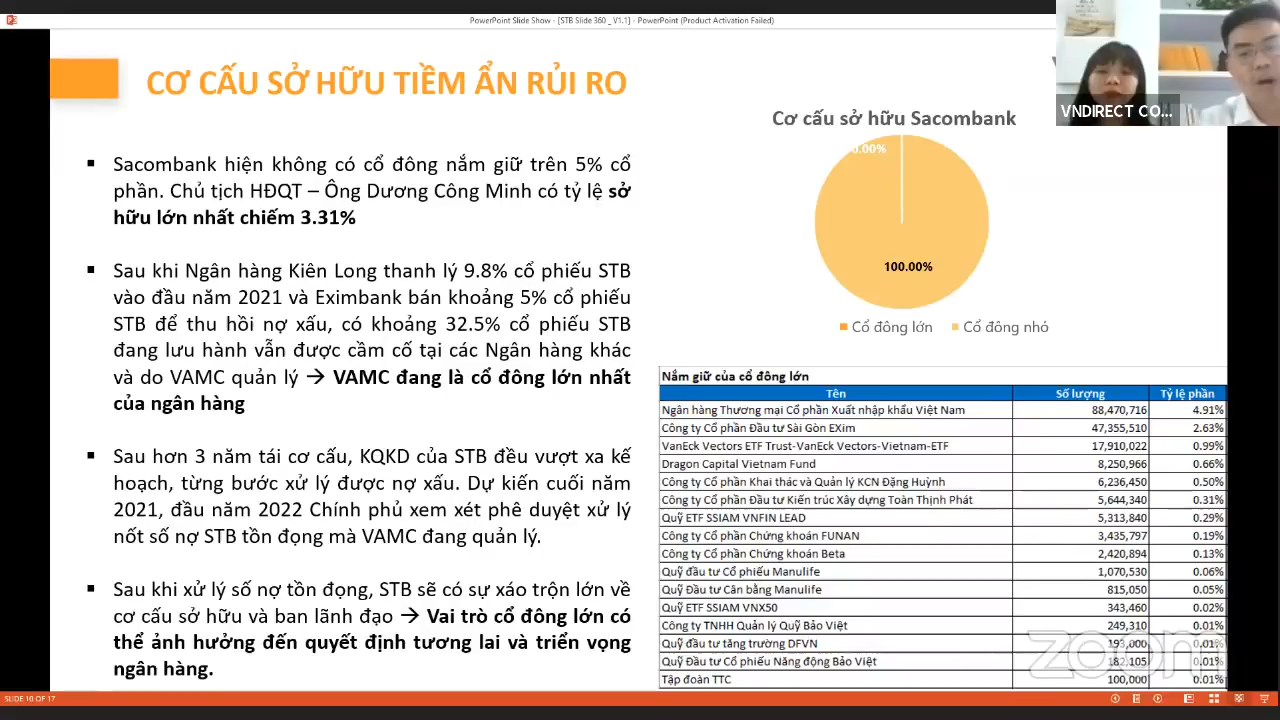 PowerPoint Slide Show - [STB Slide 360 _ V1.1] - PowerPoint (Product Activation Failed)
CƠ CẤU SỞ HỮU TIỀM ẨN RỦI RO
VNDIRECT CO...
▪ Sacombank hiện không có cổ đông nắm giữ trên 5% cổ
phần. Chủ tịch HĐQT – Ông Dương Công Minh có tỷ lệ sở
hữu lớn nhất chiếm 3.31%
▪ Sau khi Ngân hàng Kiên Long thanh lý 9.8% cổ phiếu STB
vào đầu năm 2021 và Eximbank bán khoảng 5% cổ phiếu
STB để thu hồi nợ xấu, có khoảng 32.5% cổ phiếu STB
đang lưu hành vẫn được cầm cố tại các Ngân hàng khác
và do VAMC quản lý → VAMC đang là cổ đông lớn nhất
của ngân hàng
▪ Sau hơn 3 năm tái cơ cấu, KQKD của STB đều vượt xa kế
hoạch, từng bước xử lý được nợ xấu. Dự kiến cuối năm
2021, đầu năm 2022 Chính phủ xem xét phê duyệt xử lý
nốt số nợ STB tồn đọng mà VAMC đang quản lý.
▪ Sau khi xử lý số nợ tồn đọng, STB sẽ có sự xáo trộn lớn về
cơ cấu sở hữu và ban lãnh đạo → Vai trò cổ đông lớn có
thể ảnh hưởng đến quyết định tương lai và triển vọng
ngân hàng.
Cơ cấu sở hữu Sacombank
0.00%
100.00%
Cổ đông lớn Cổ đông nhỏ
Nắm giữ của cổ đông lớn
Tên Số lượng Tỷ lệ phần
Ngân hàng Thương mại Cổ phần Xuất nhập khẩu Việt Nam 88,470,716 4.91%
Công ty Cổ phần Đầu tư Sài Gòn EXim 47,355,510 2.63%
VanEck Vectors ETF Trust-VanEck Vectors-Vietnam-ETF 17,910,022 0.99%
Dragon Capital Vietnam Fund 8,250,966 0.66%
Công ty Cổ phần Khai thác và Quản lý KCN Đặng Huỳnh 6,236,450 0.50%
Công ty Cổ phần Đầu tư Kiến trúc Xây dựng Toàn Thịnh Phát 5,644,340 0.31%
Quỹ ETF SSIAM VNFIN LEAD 5,313,840 0.29%
Công ty Cổ phần Chứng khoán FUNAN 3,435,797 0.19%
Công ty Cổ phần Chứng khoán Beta 2,420,894 0.13%
Quỹ đầu tư Cổ phiếu Manulife 1,070,530 0.06%
Quỹ Đầu tư Cân bằng Manulife 815,050 0.05%
Quỹ ETF SSIAM VNX50 343,460 0.02%
Công ty TNHH Quản lý Quỹ Bảo Việt 249,310 0.01%
Quỹ đầu tư tăng trường DFVN 193,000 0.01%
Quỹ Đầu tư Cổ phiếu Năng động Bảo Việt 182,105 0.01%
Tập đoàn TTC 100,000 0.01%
zoom
SLIDE 10 OF 17